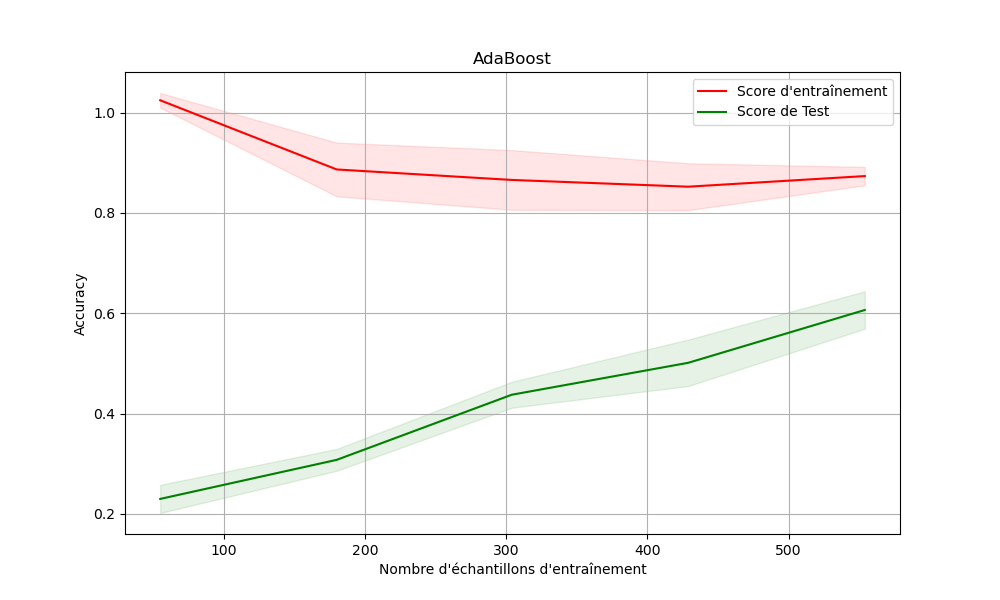 AdaBoost
Score d'entraînement
Score de Test
Accuracy
1.0
0.8
0.6
0.4
0.2
100 200 300 400 500
Nombre d'échantillons d'entraînement